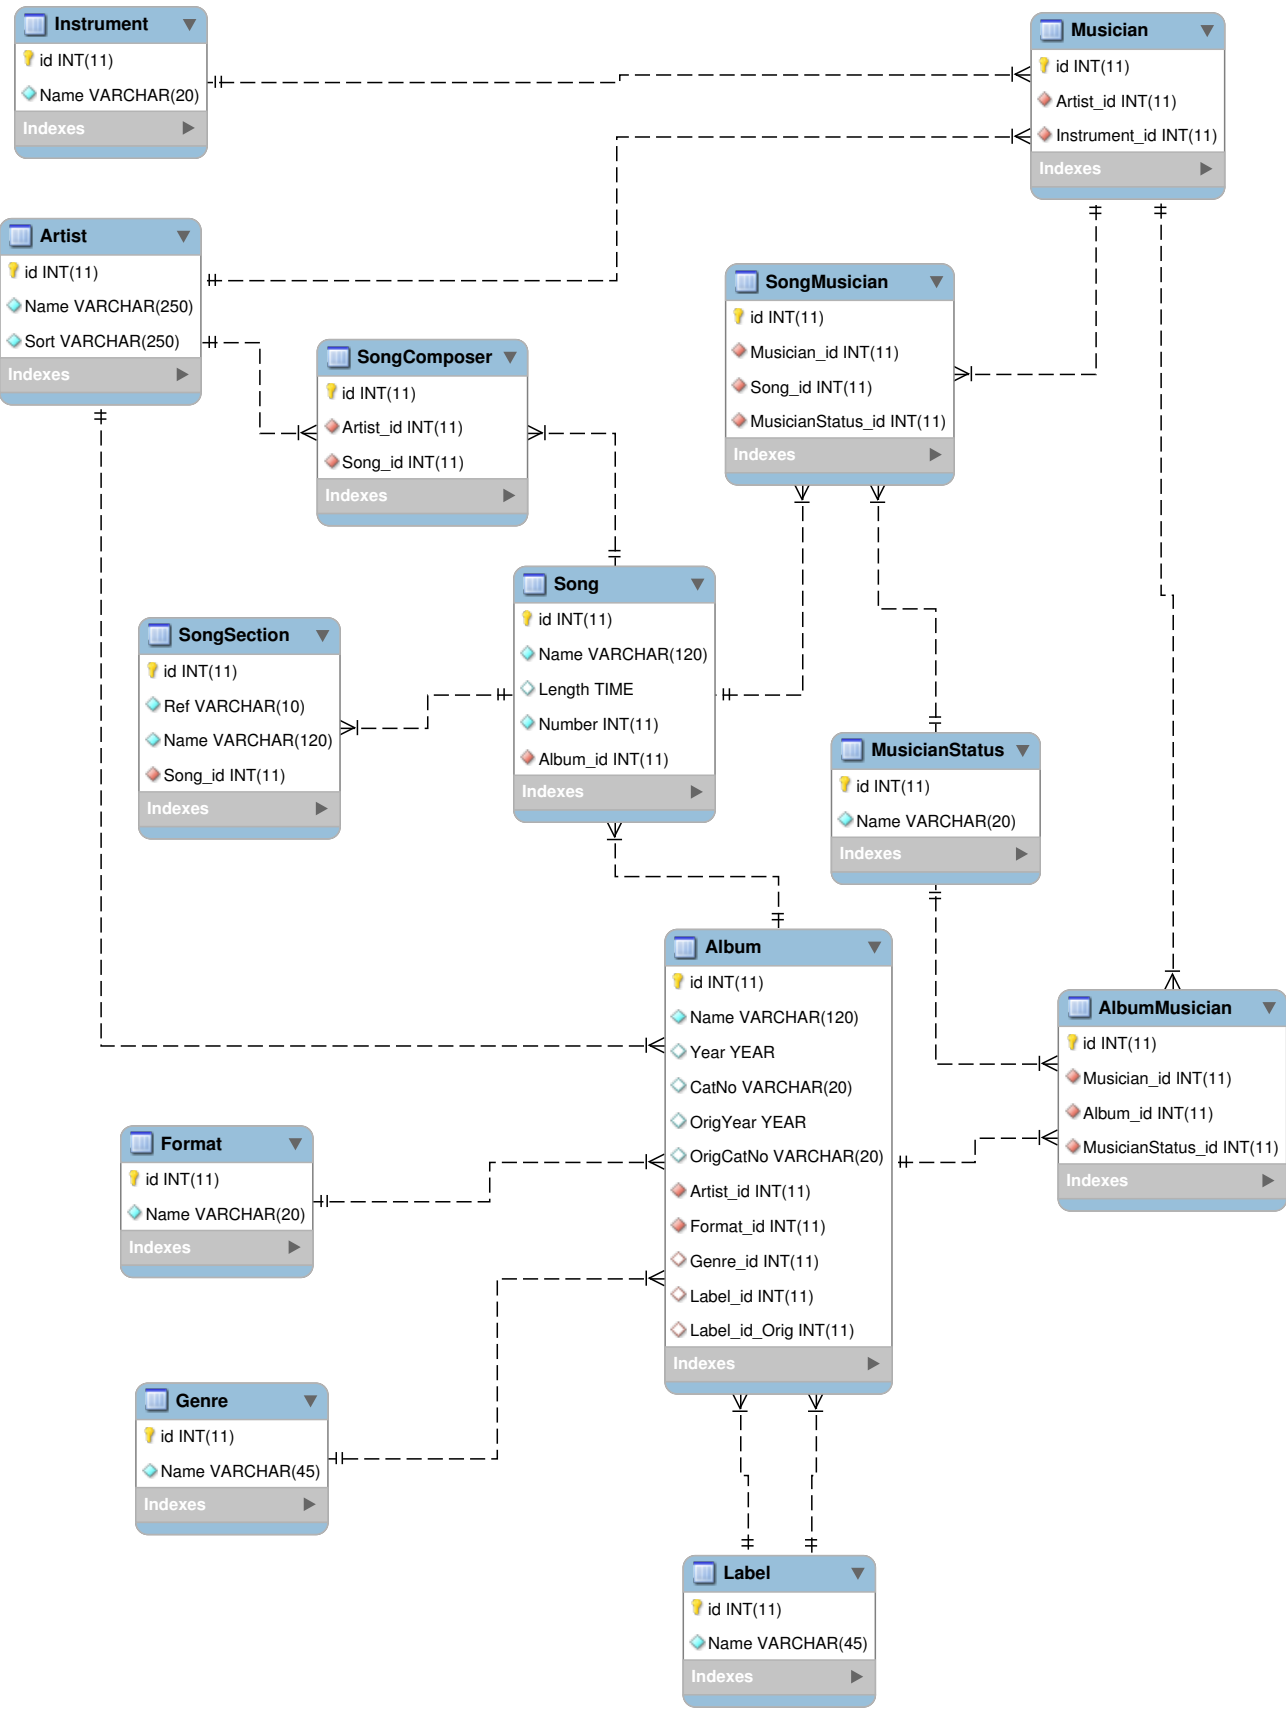 Instrument
id INT(11)
Name VARCHAR(20)
Indexes
Musician
id INT(11)
Artist_id INT(11)
Instrument_id INT(11)
Indexes
Artist
id INT(11)
Name VARCHAR(250)
Sort VARCHAR(250)
Indexes
SongMusician
id INT(11)
Musician_id INT(11)
Song_id INT(11)
MusicianStatus_id INT(11)
Indexes
SongComposer
id INT(11)
Artist_id INT(11)
Song_id INT(11)
Indexes
Song
id INT(11)
Name VARCHAR(120)
Length TIME
Number INT(11)
Album_id INT(11)
Indexes
SongSection
id INT(11)
Ref VARCHAR(10)
Name VARCHAR(120)
Song_id INT(11)
Indexes
MusicianStatus
id INT(11)
Name VARCHAR(20)
Indexes
Album
id INT(11)
Name VARCHAR(120)
Year YEAR
CatNo VARCHAR(20)
OrigYear YEAR
OrigCatNo VARCHAR(20)
Artist_id INT(11)
Format_id INT(11)
Genre_id INT(11)
Label_id INT(11)
Label_id_Orig INT(11)
Indexes
AlbumMusician
id INT(11)
Musician_id INT(11)
Album_id INT(11)
MusicianStatus_id INT(11)
Indexes
Format
id INT(11)
Name VARCHAR(20)
Indexes
Genre
id INT(11)
Name VARCHAR(45)
Indexes
Label
id INT(11)
Name VARCHAR(45)
Indexes